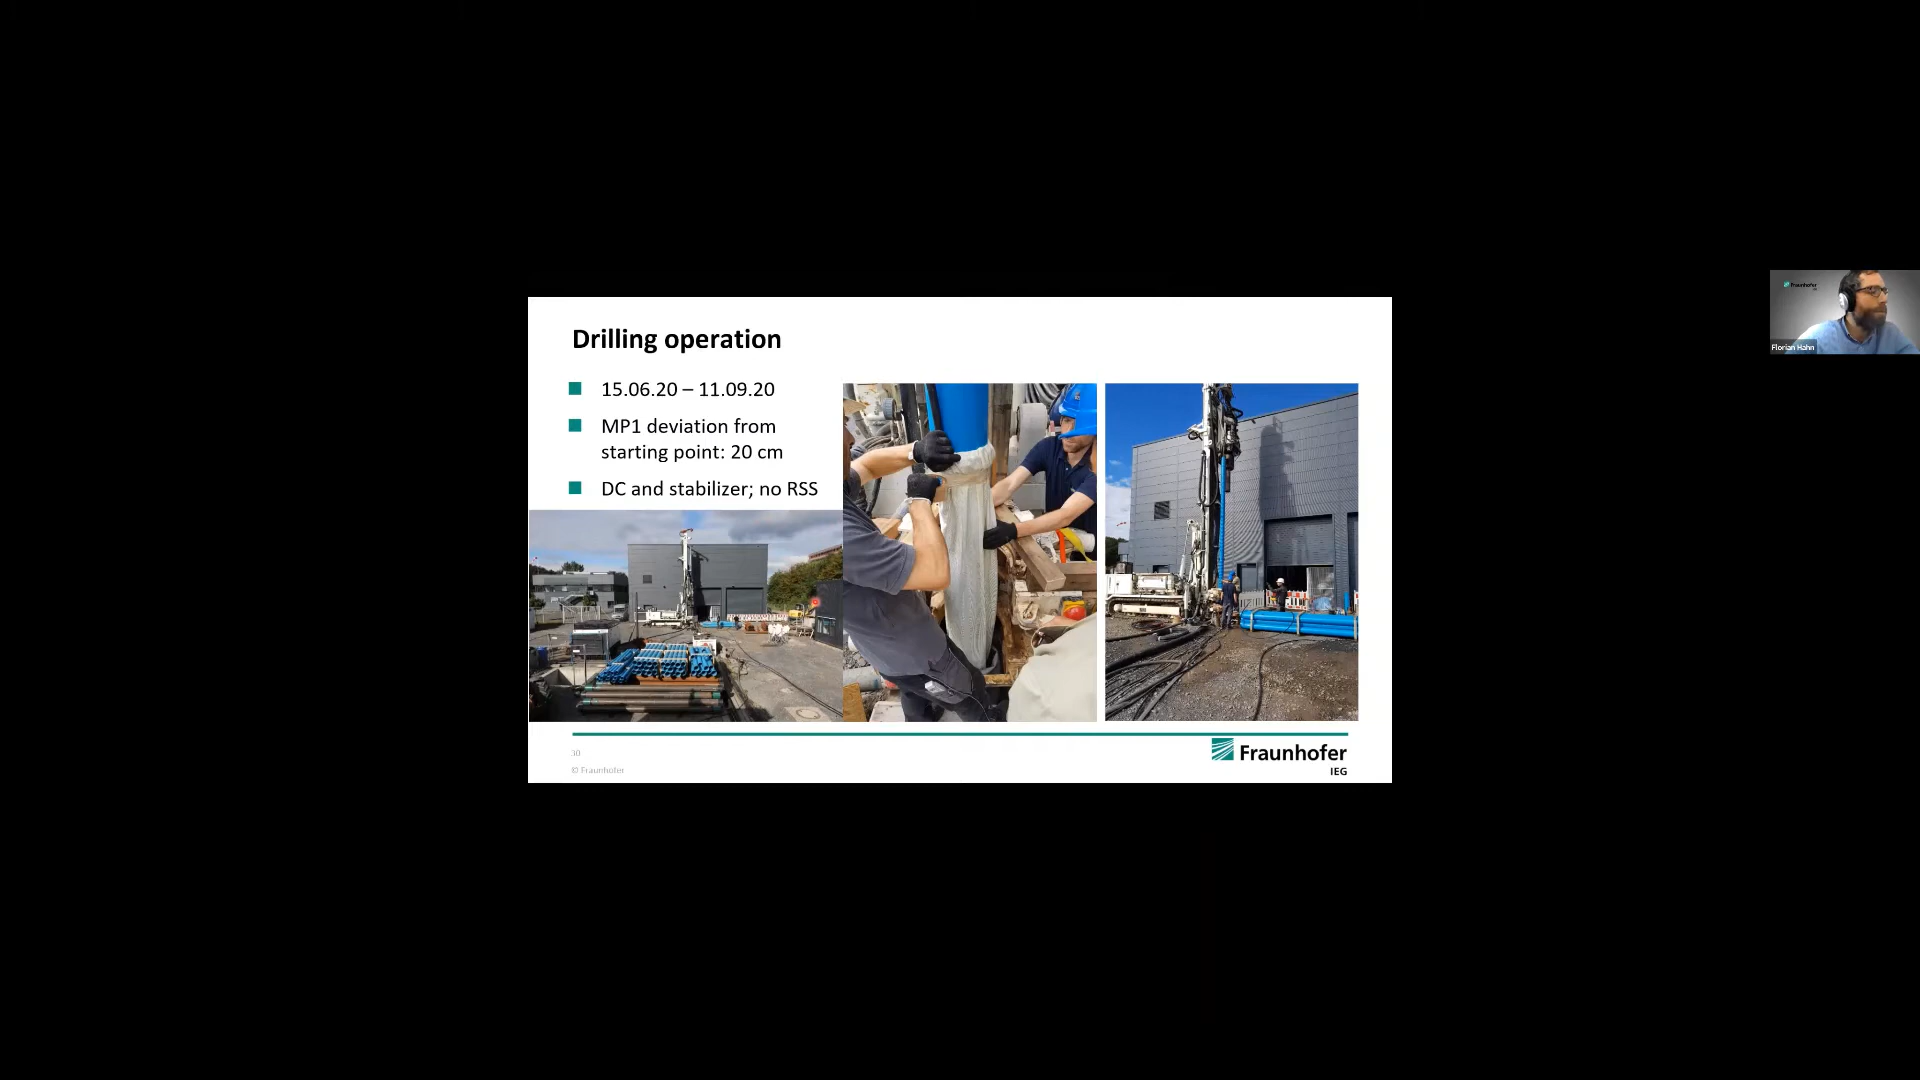 Drilling operation
15.06.20 – 11.09.20
MP1 deviation from
starting point: 20 cm
DC and stabilizer; no RSS
30
© Fraunhofer
Fraunhofer
IEG
Fraunhofer
Florian Hahn